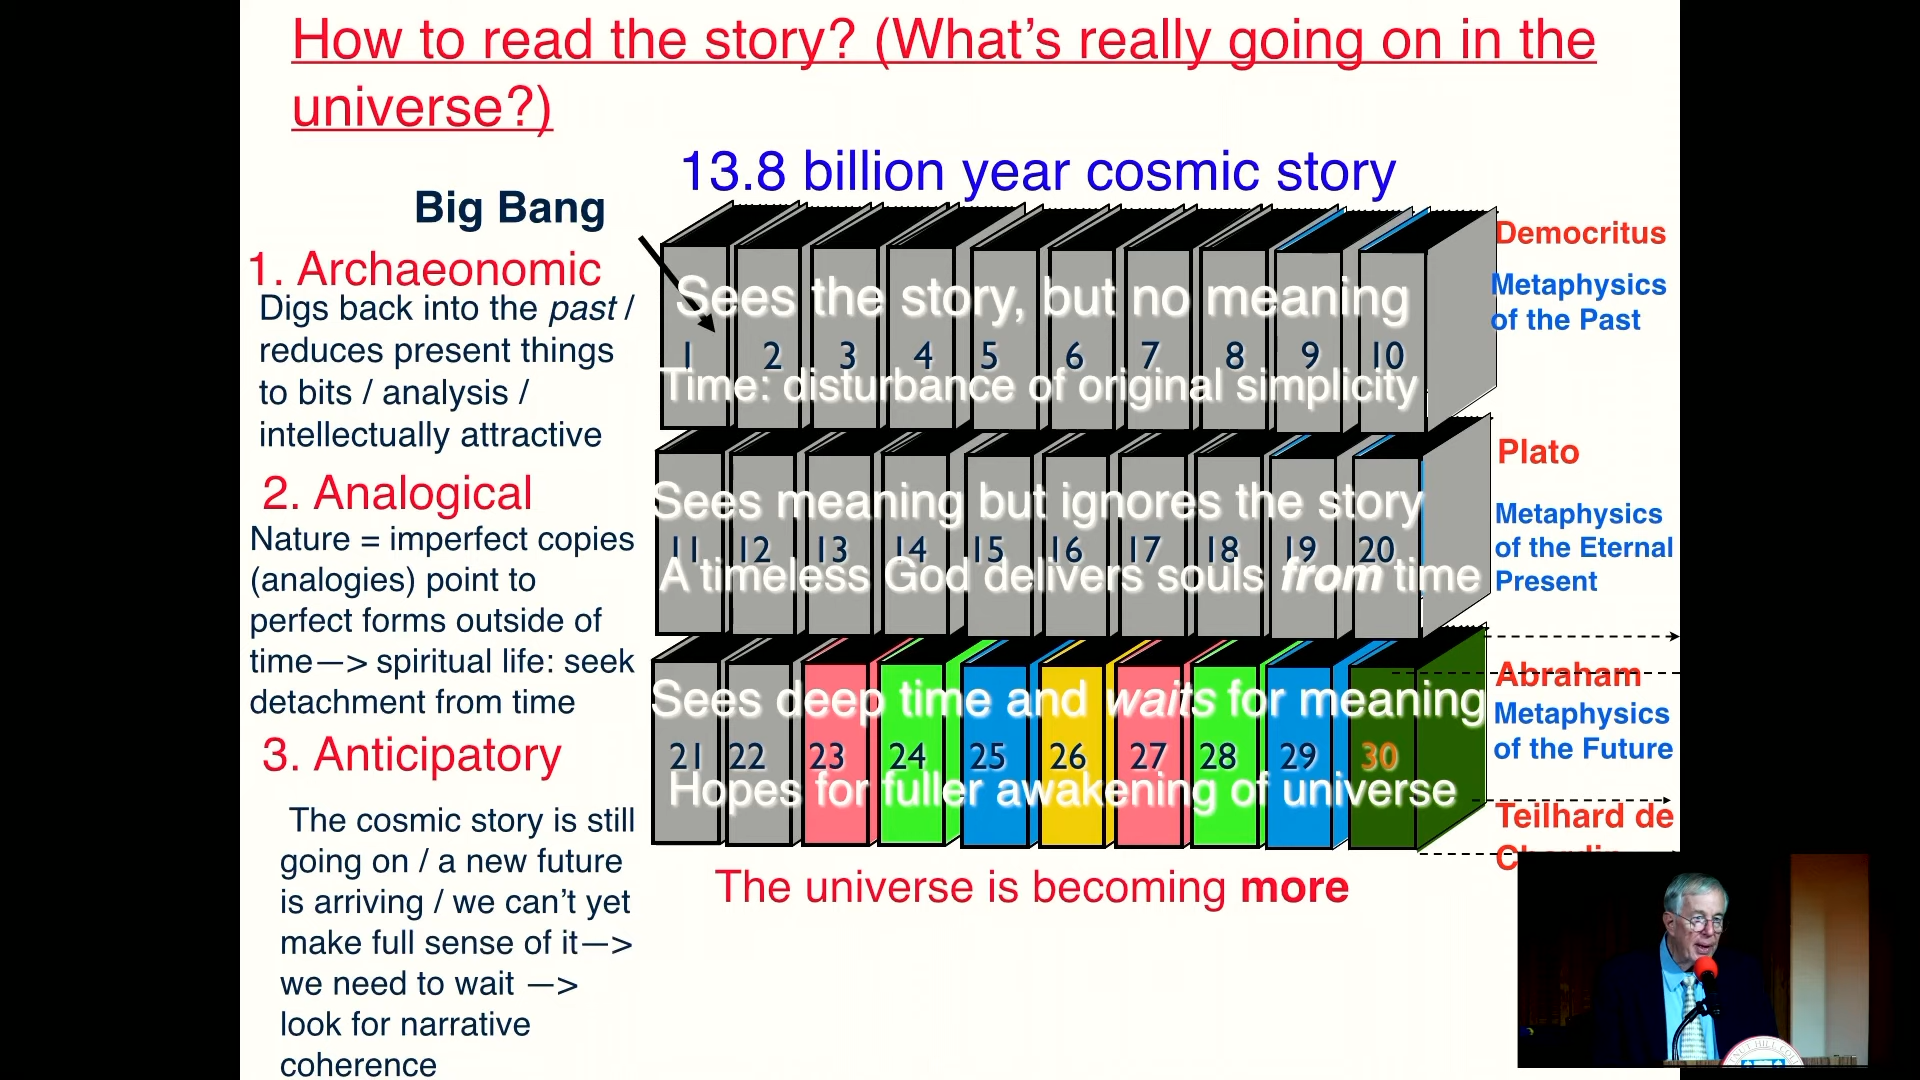 How to read the story? (What's really going on in the
universe?)
13.8 billion year cosmic story
Big Bang
1. Archaeonomic
Digs back into the past /
reduces present things
to bits / analysis /
intellectually attractive
Sees the story, but no meaning
1 2 3 4 5 6 7 8 9 10
Time: disturbance of original simplicity
Democritus
Metaphysics
of the Past
2. Analogical
Nature = imperfect copies
(analogies) point to
perfect forms outside of
time—> spiritual life: seek
detachment from time
Sees meaning but ignores the story
11 12 13 14 15 16 17 18 19 20
A timeless God delivers souls from time
Plato
Metaphysics
of the Eternal
Present
3. Anticipatory
The cosmic story is still
going on / a new future
is arriving / we can't yet
make full sense of it—>
we need to wait —>
look for narrative
coherence
Sees deep time and waits for meaning
21 22 23 24 25 26 27 28 29 30
Hopes for fuller awakening of universe
Abraham
Metaphysics
of the Future
Teilhard de
The universe is becoming more